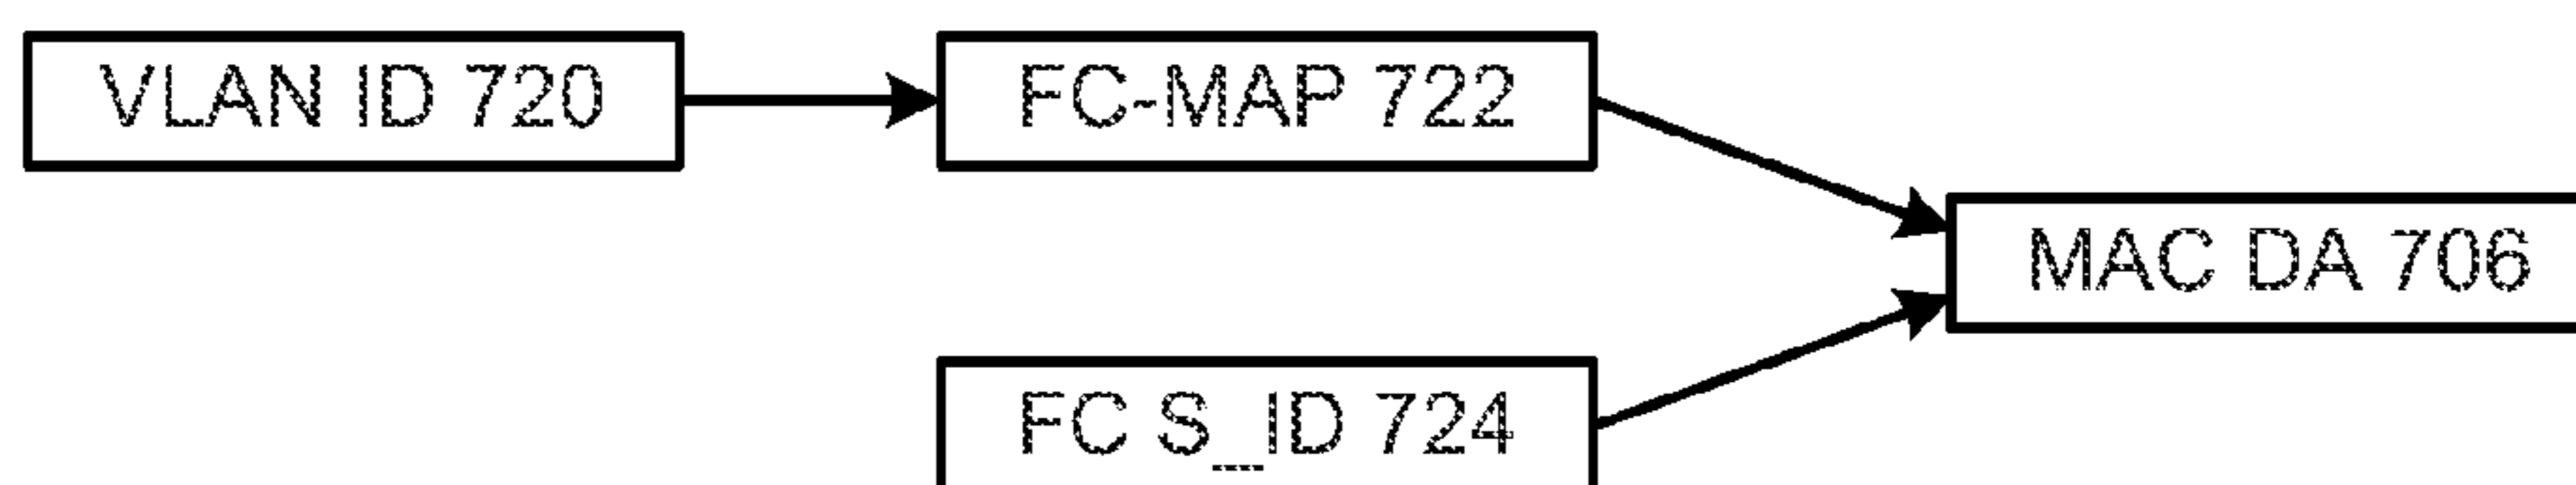 VLAN ID 720
FC-MAP 722
MAC DA 706
FC S_ID 724